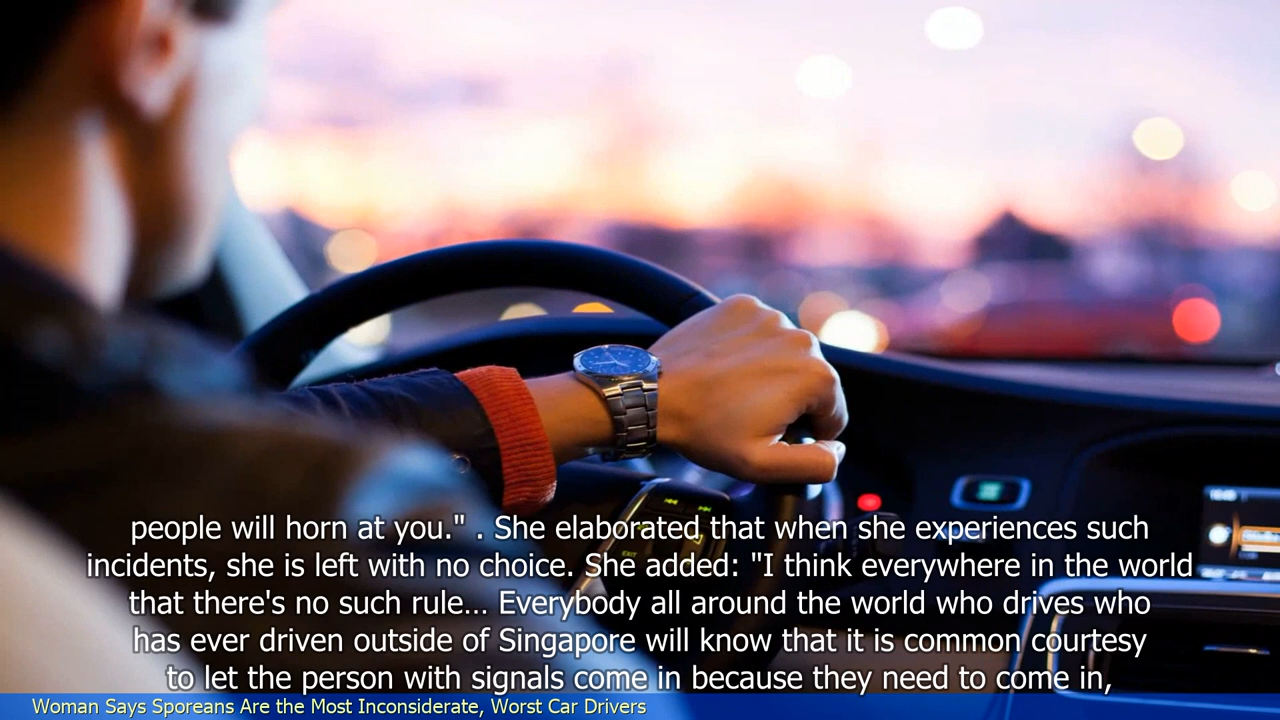 people will horn at you." . She elaborated that when she experiences such
incidents, she is left with no choice. She added: "I think everywhere in the world
that there's no such rule... Everybody all around the world who drives who
has ever driven outside of Singapore will know that it is common courtesy
to let the person with signals come in because they need to come in,
Woman Says Sporeans Are the Most Inconsiderate, Worst Car Drivers